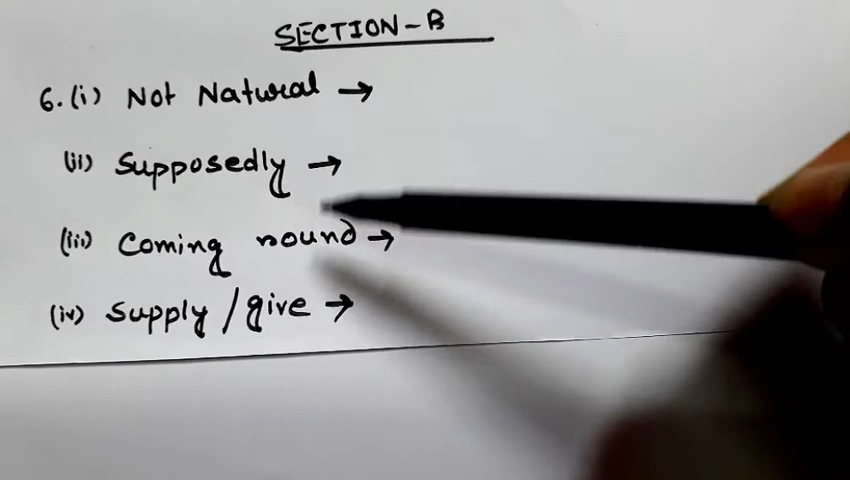 SECTION-B
6.(i) Not Natural →
(ii) Supposedly →
(iii) Coming round →
(iv) Supply/give →